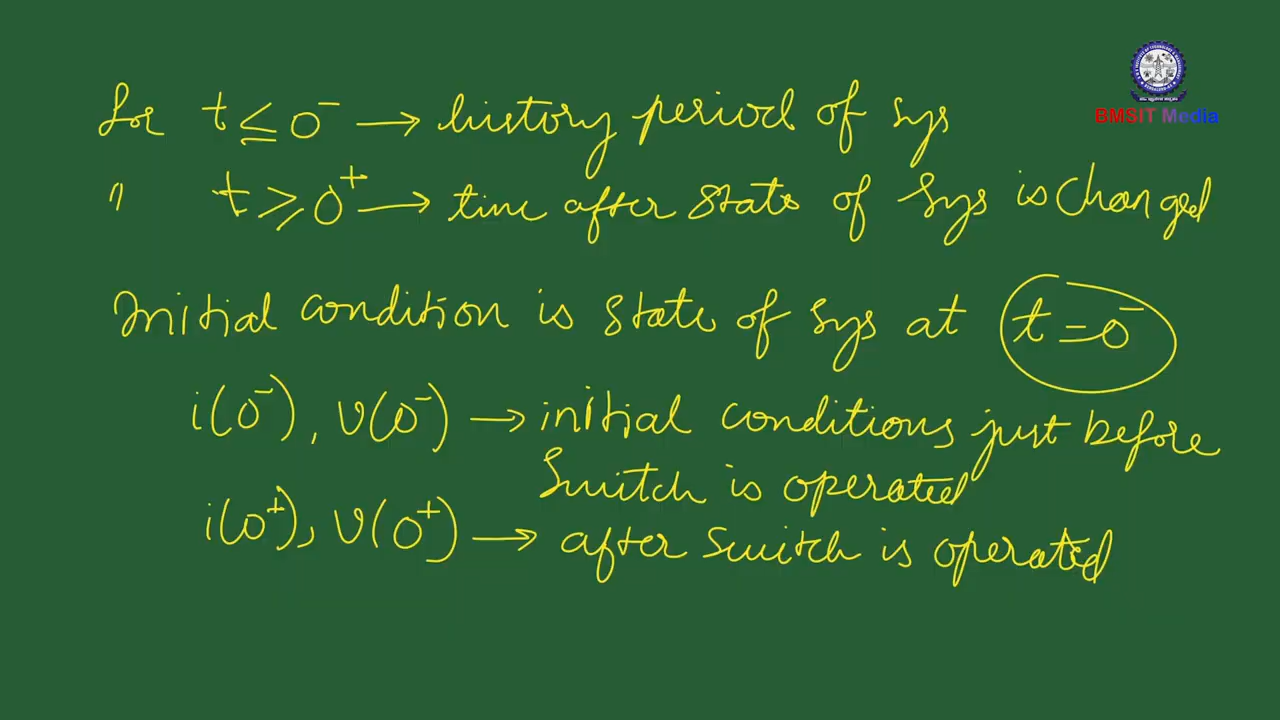 BMSIT Media
for t ≤ 0⁻ → history period of sys
" t ≥ 0⁺ → time after state of sys is changed
Initial condition is state of sys at t = 0⁻
i(0⁻), v(0⁻) → initial conditions just before
switch is operated
i(0⁺), v(0⁺) → after switch is operated